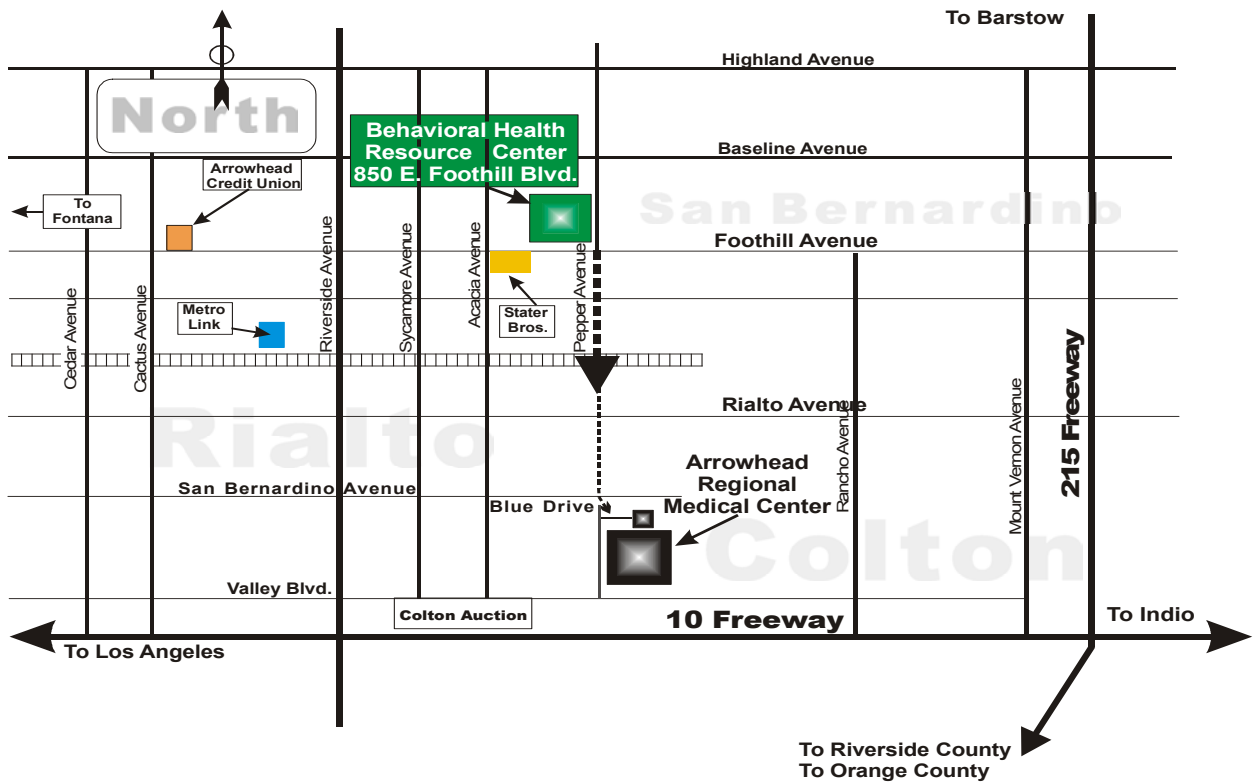 To Barstow
Highland Avenue
North
Behavioral Health
Resource Center
850 E. Foothill Blvd.
Baseline Avenue
Arrowhead
Credit Union
To
Fontana
San Bernardino
Foothill Avenue
Cedar Avenue
Cactus Avenue
Riverside Avenue
Sycamore Avenue
Acacia Avenue
Pepper Avenue
Metro
Link
Stater
Bros.
Rialto Avenue
Rancho Avenue
Mount Vernon Avenue
215 Freeway
Rialto
Arrowhead
Regional
Medical Center
San Bernardino Avenue
Blue Drive
Colton
Valley Blvd.
Colton Auction
10 Freeway
To Indio
To Los Angeles
To Riverside County
To Orange County